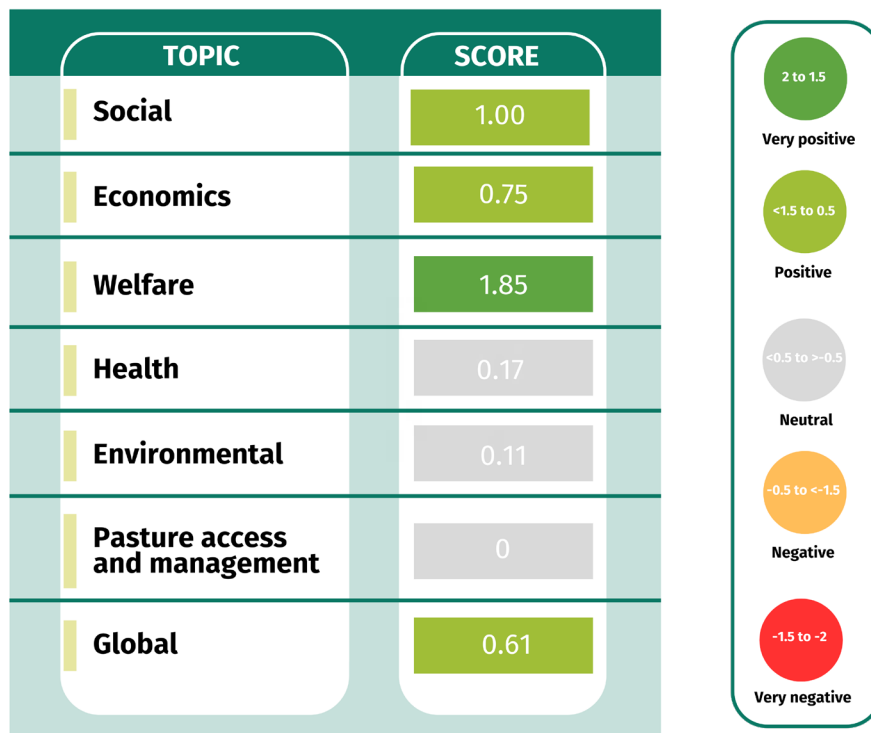 TOPIC SCORE
Social 1.00
Economics 0.75
Welfare 1.85
Health 0.17
Environmental 0.11
Pasture access
and management 0
Global 0.61
2 to 1.5
Very positive
<1.5 to 0.5
Positive
<0.5 to >-0.5
Neutral
-0.5 to <-1.5
Negative
-1.5 to -2
Very negative